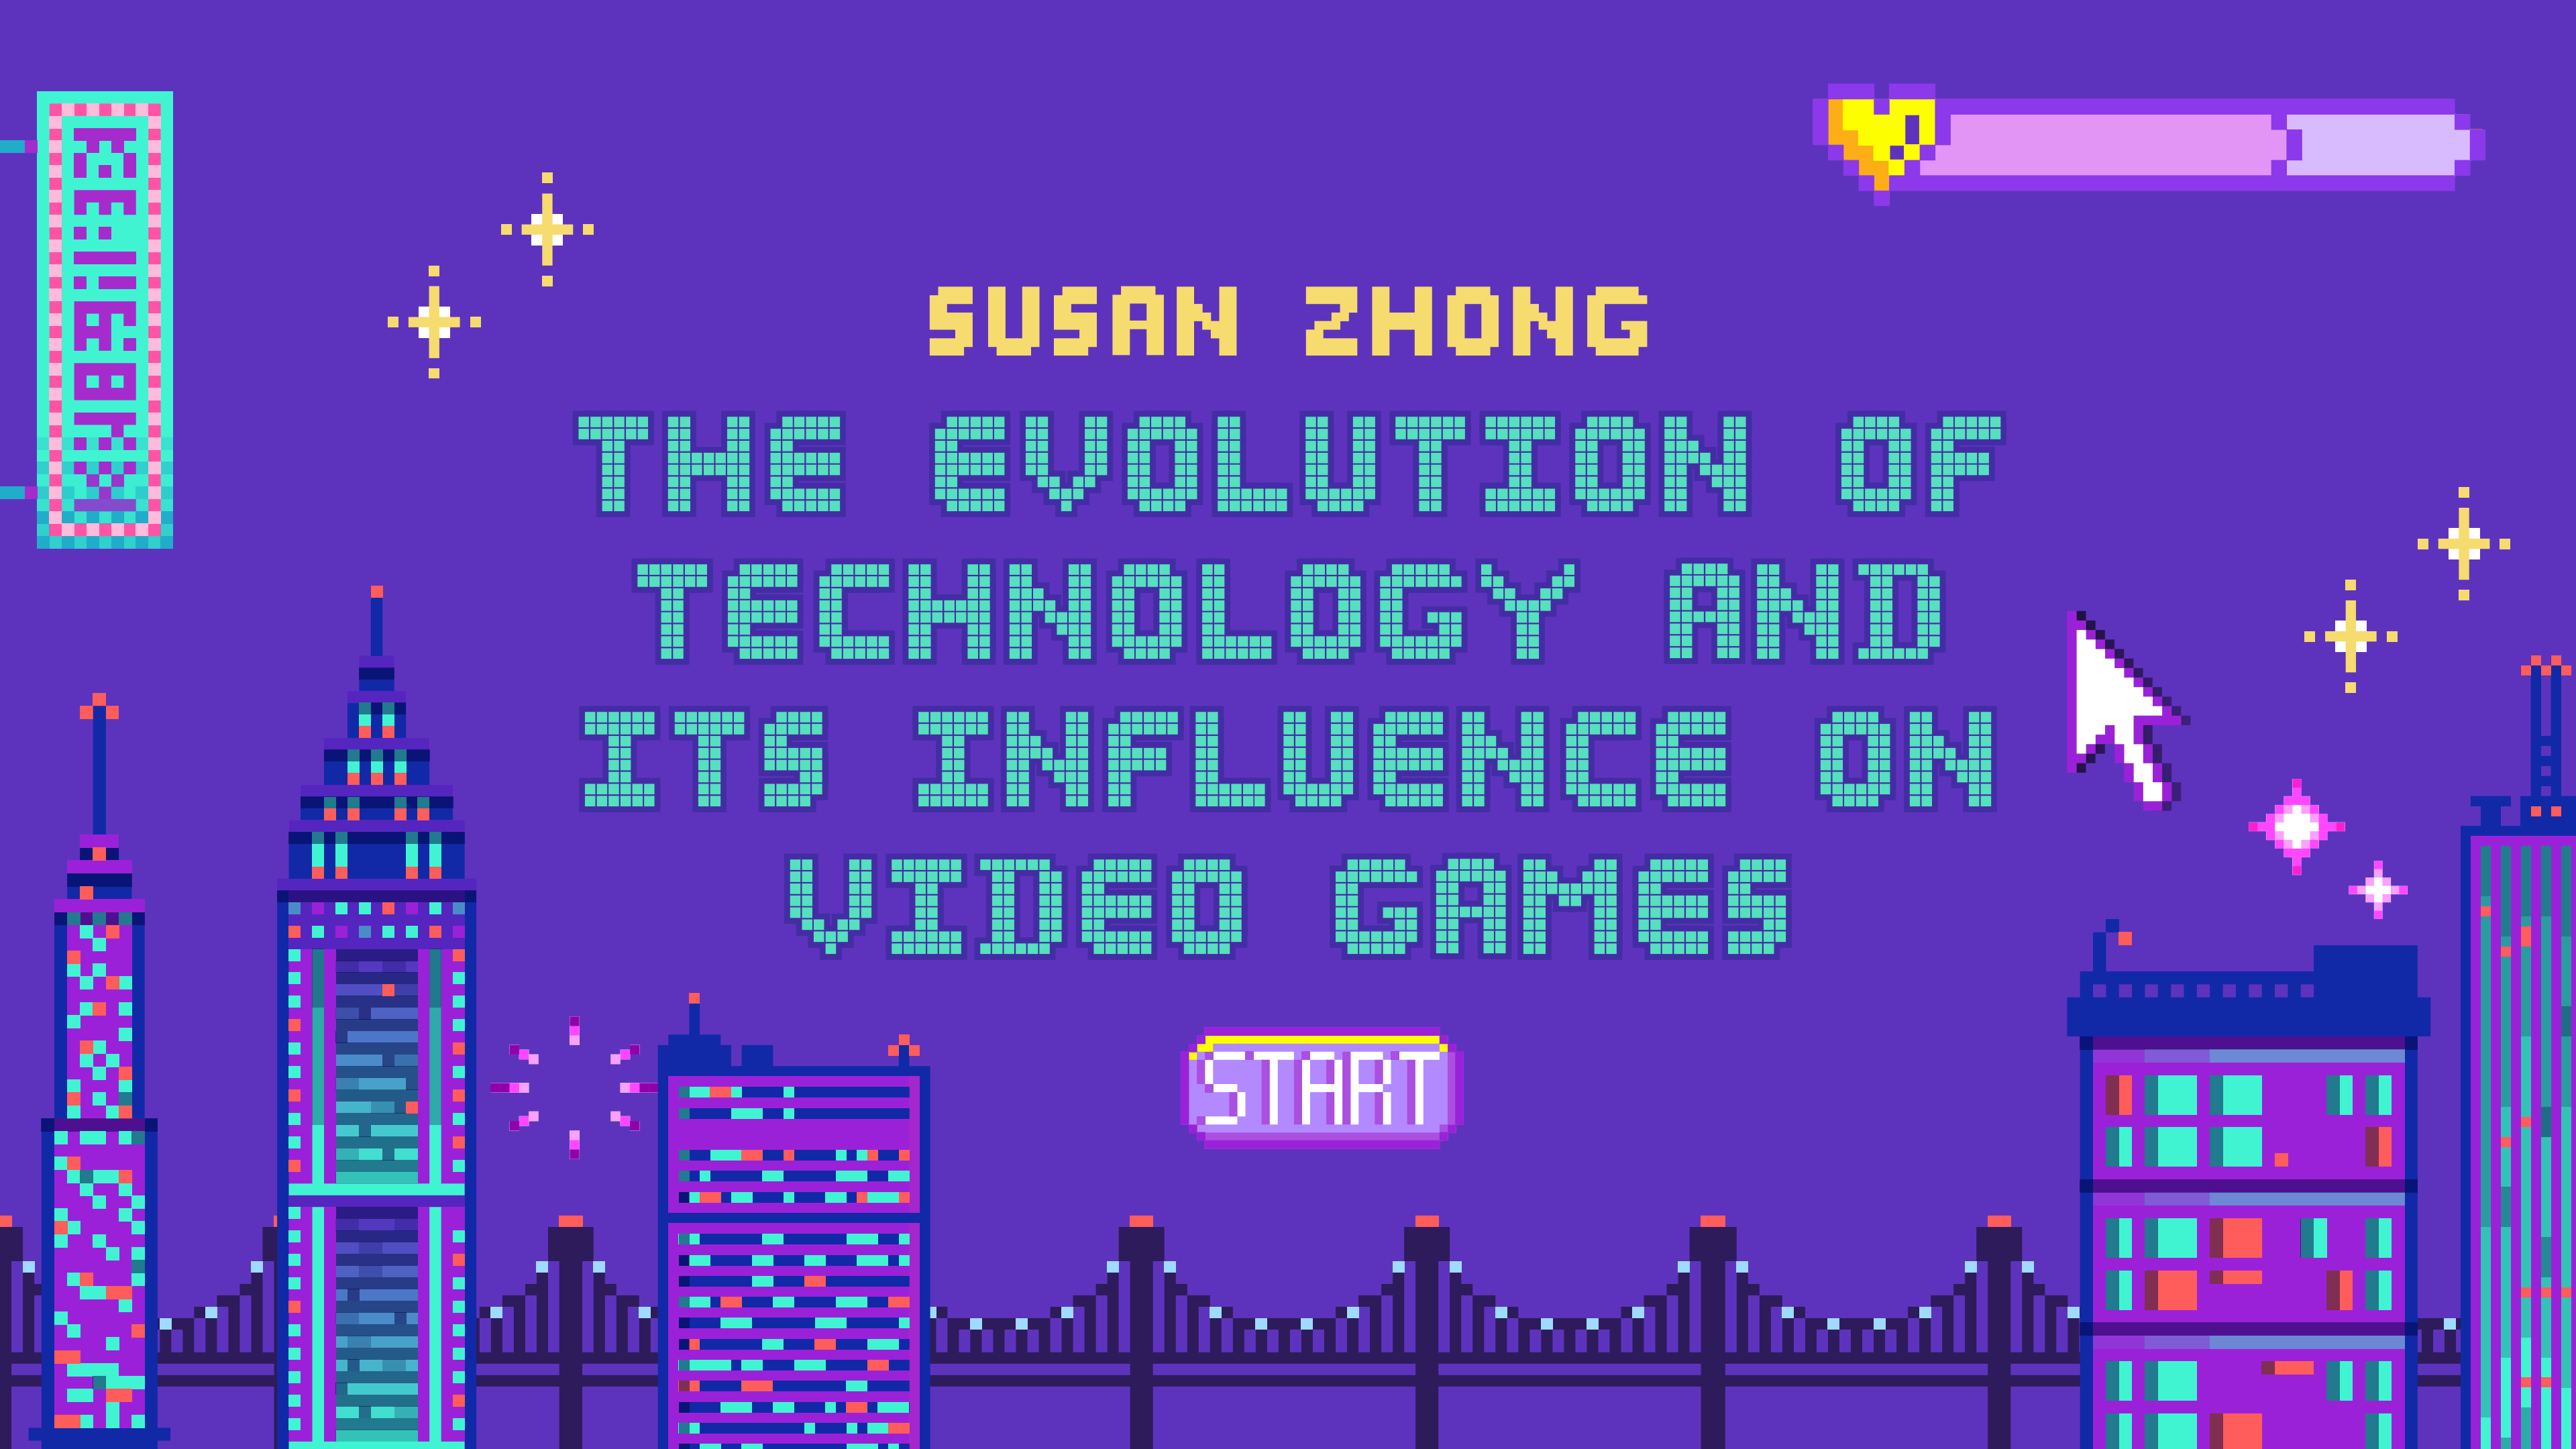 SUSAN ZHONG
THE EVOLUTION OF
TECHNOLOGY AND
ITS INFLUENCE ON
VIDEO GAMES
START